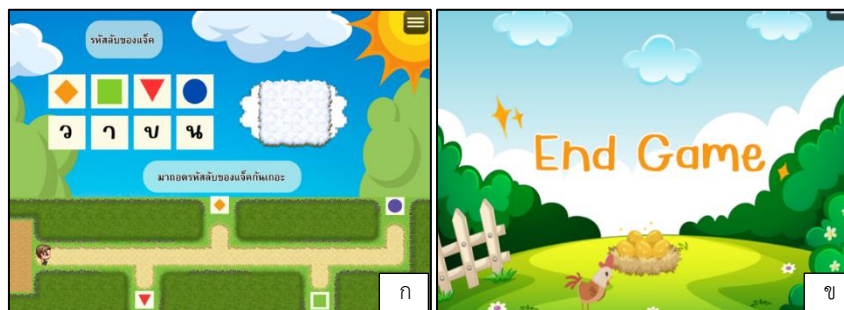 รหัสลับของแจ็ค
ว า บ น
มาถอดรหัสลับของแจ็คกันเถอะ
ก
End Game
ข